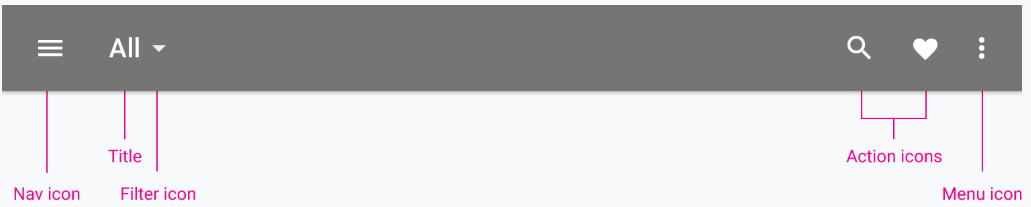 All
Title
Action icons
Nav icon
Filter icon
Menu icon